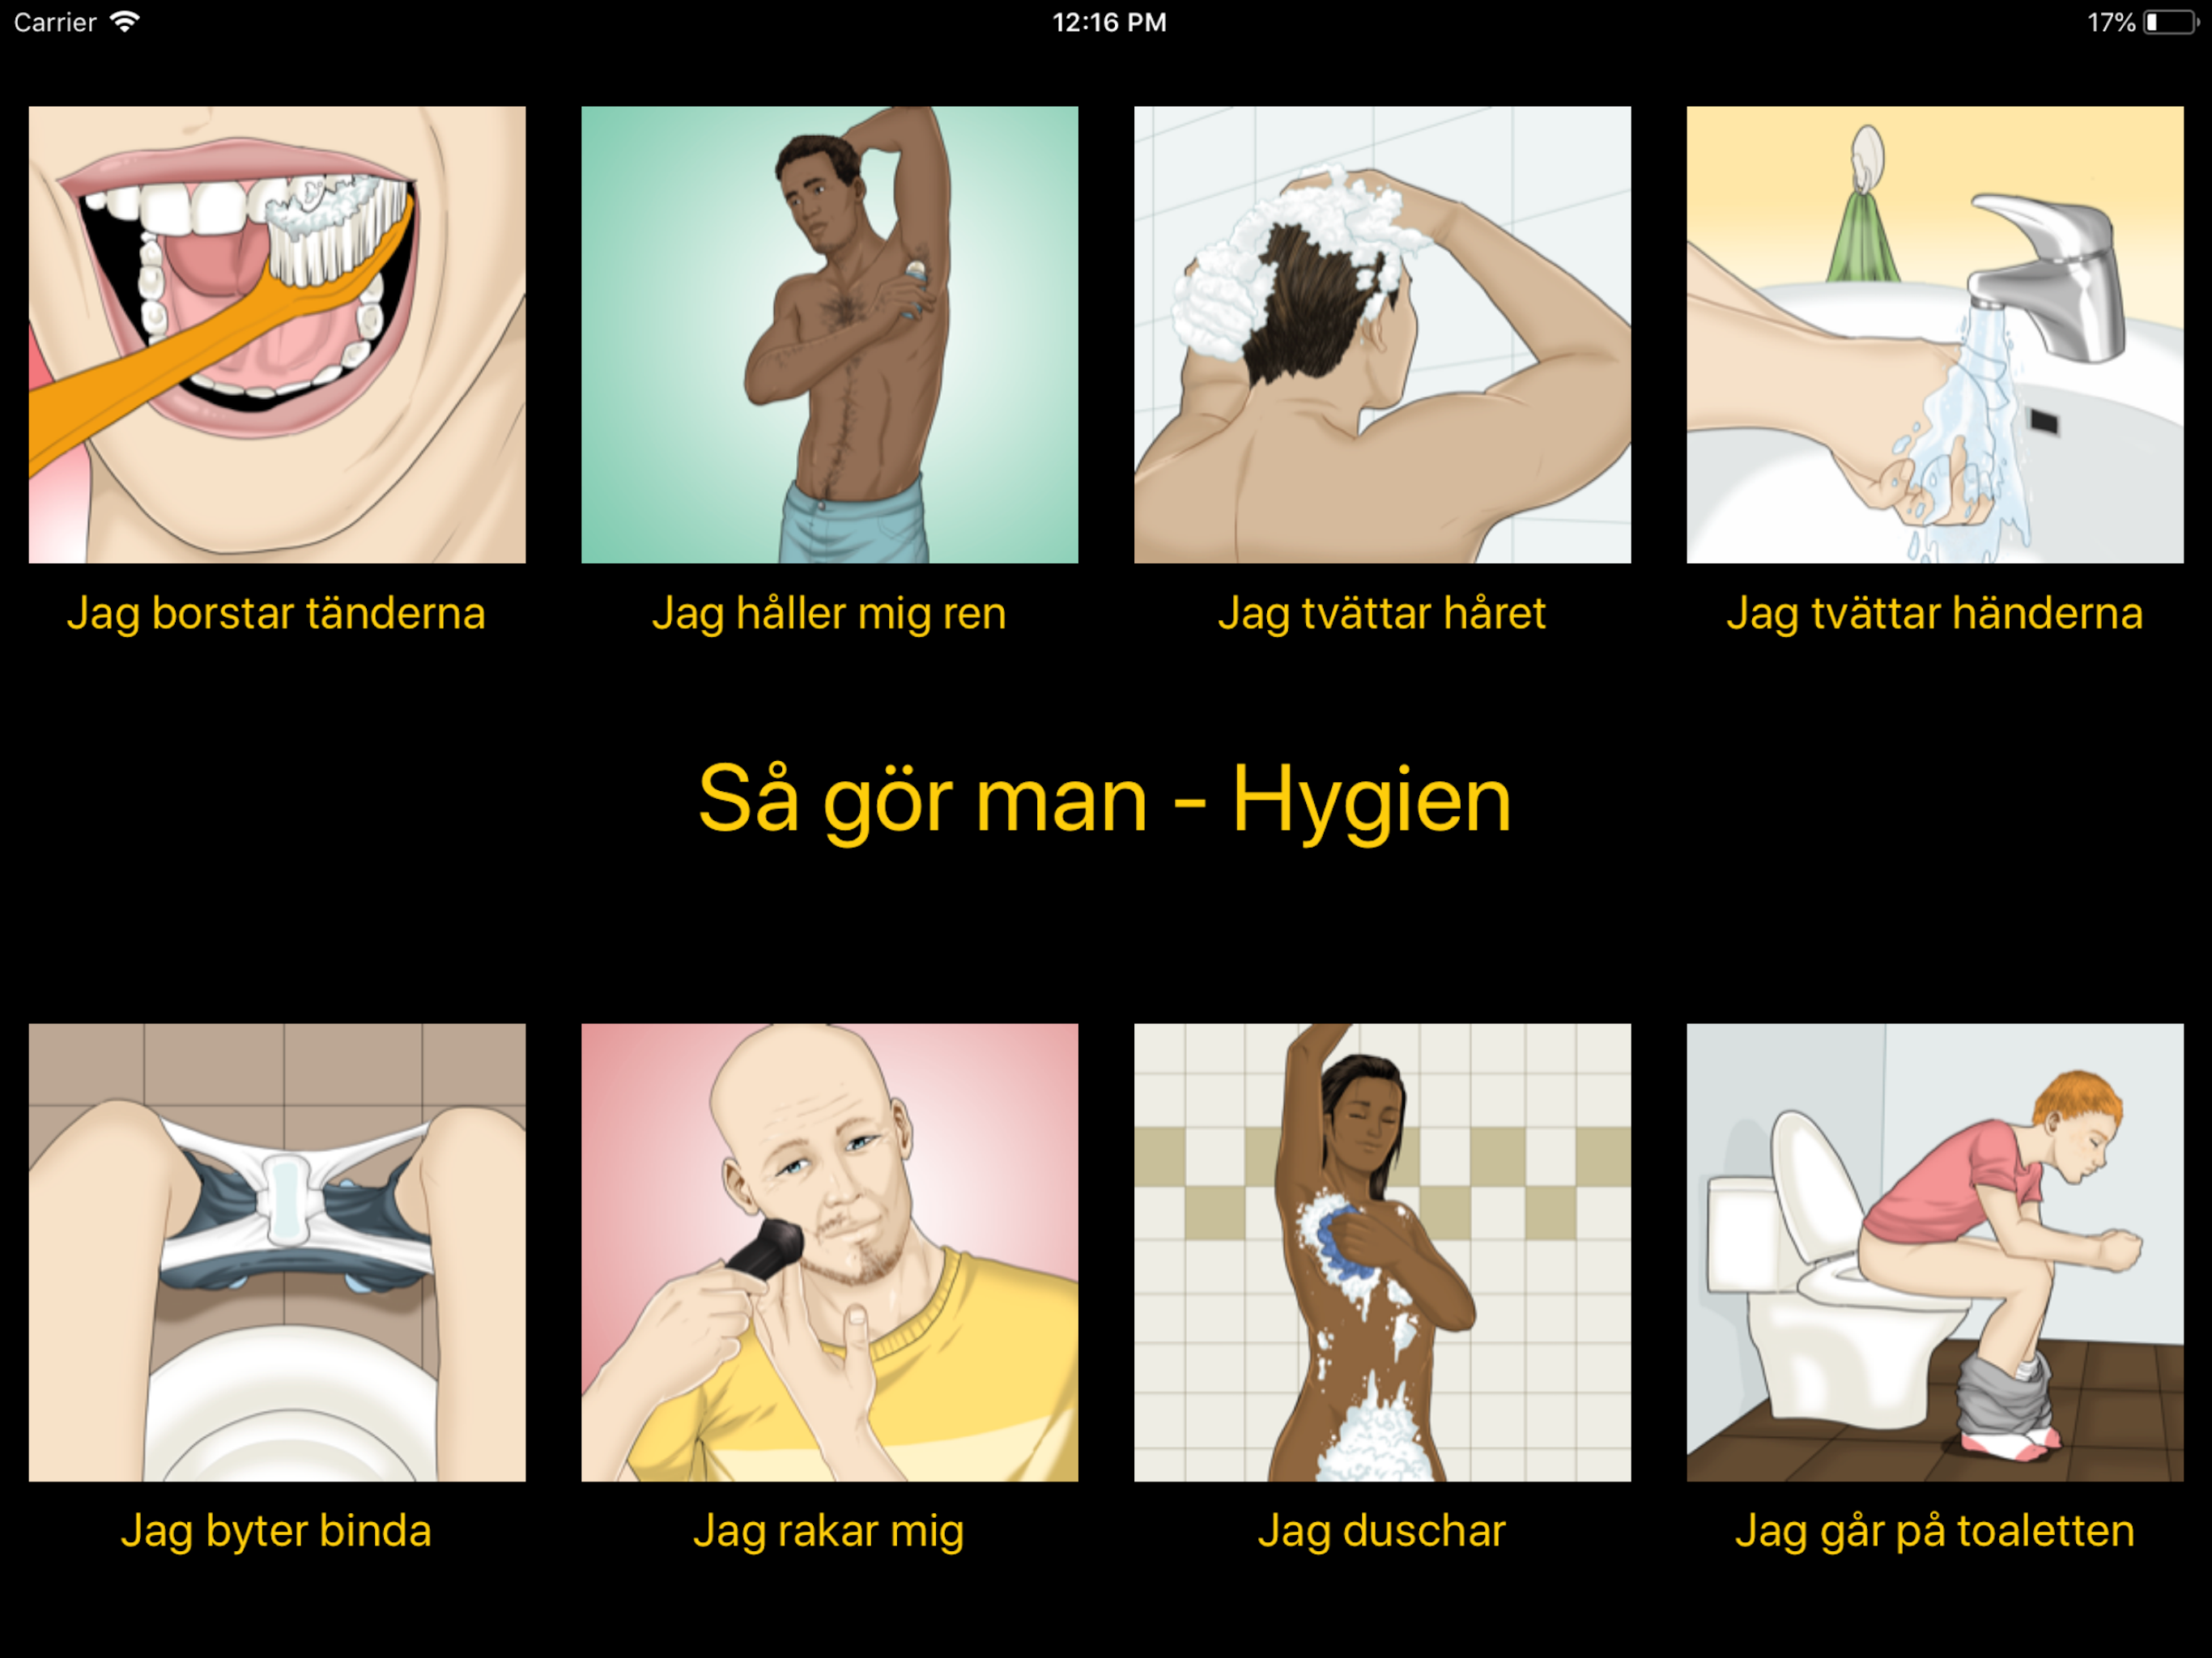 Carrier
12:16 PM
17%
Jag borstar tänderna
Jag håller mig ren
Jag tvättar håret
Jag tvättar händerna
Så gör man - Hygien
Jag byter binda
Jag rakar mig
Jag duschar
Jag går på toaletten